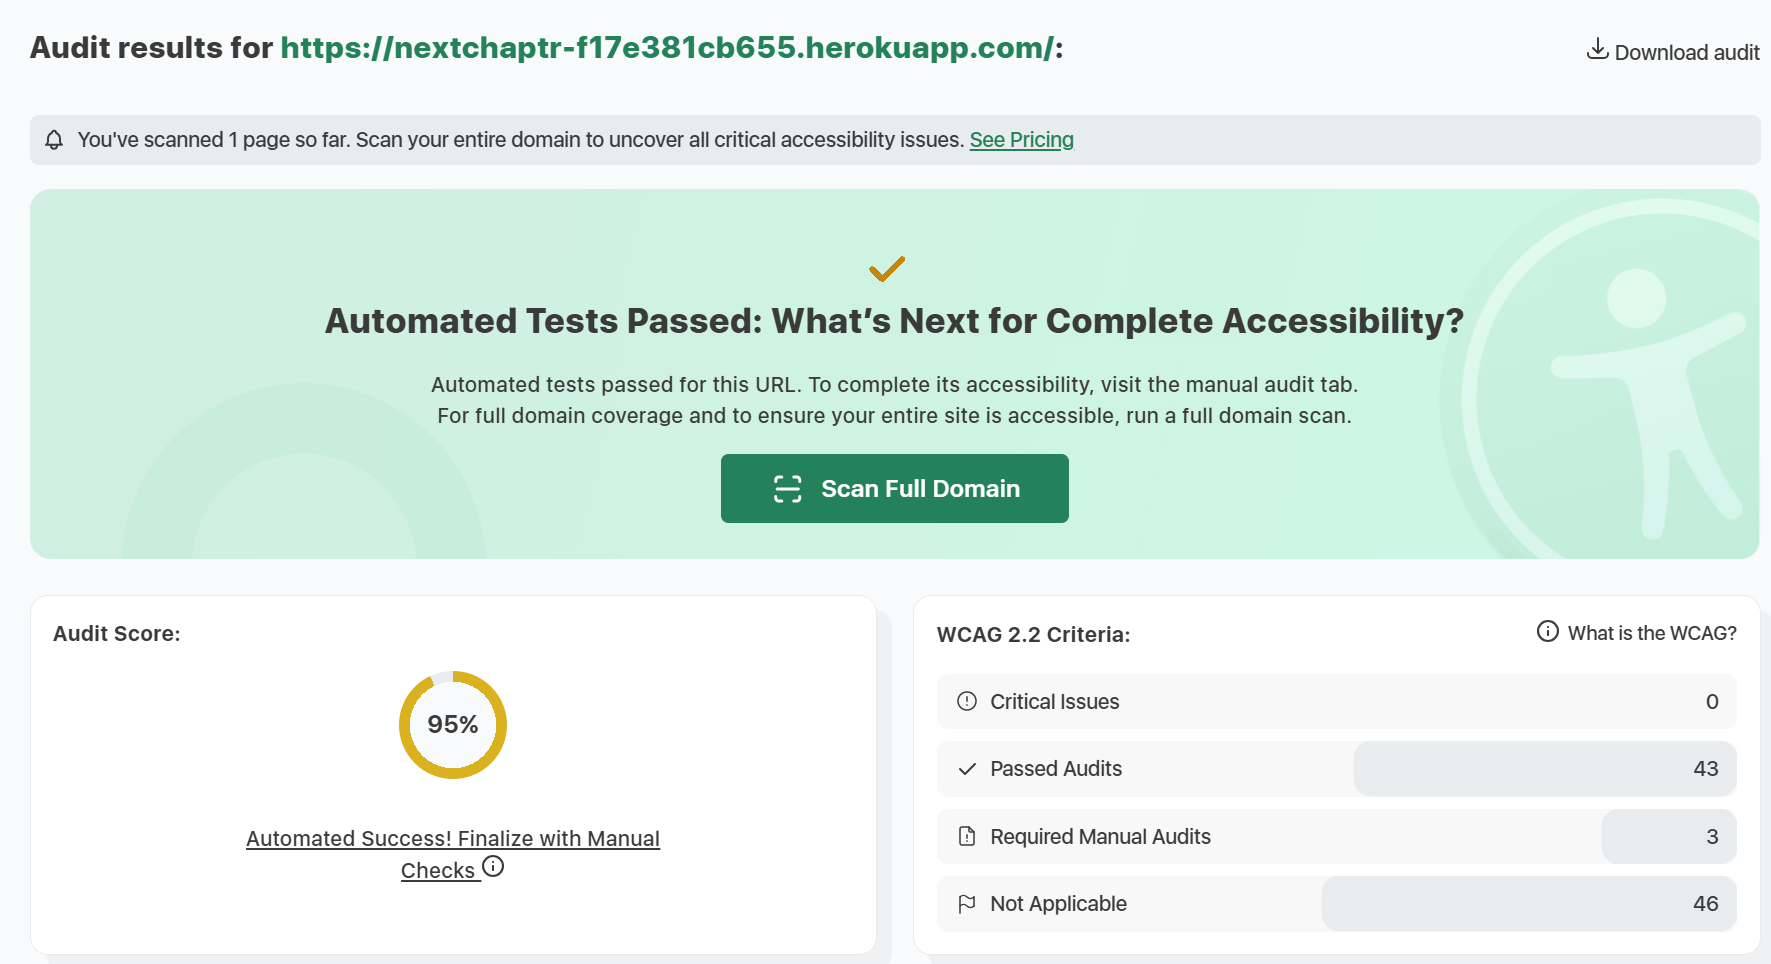 Audit results for https://nextchaptr-f17e381cb655.herokuapp.com/:
Download audit
You've scanned 1 page so far. Scan your entire domain to uncover all critical accessibility issues. See Pricing
Automated Tests Passed: What’s Next for Complete Accessibility?
Automated tests passed for this URL. To complete its accessibility, visit the manual audit tab.
For full domain coverage and to ensure your entire site is accessible, run a full domain scan.
Scan Full Domain
Audit Score:
95%
Automated Success! Finalize with Manual
Checks
WCAG 2.2 Criteria:
What is the WCAG?
Critical Issues 0
Passed Audits 43
Required Manual Audits 3
Not Applicable 46